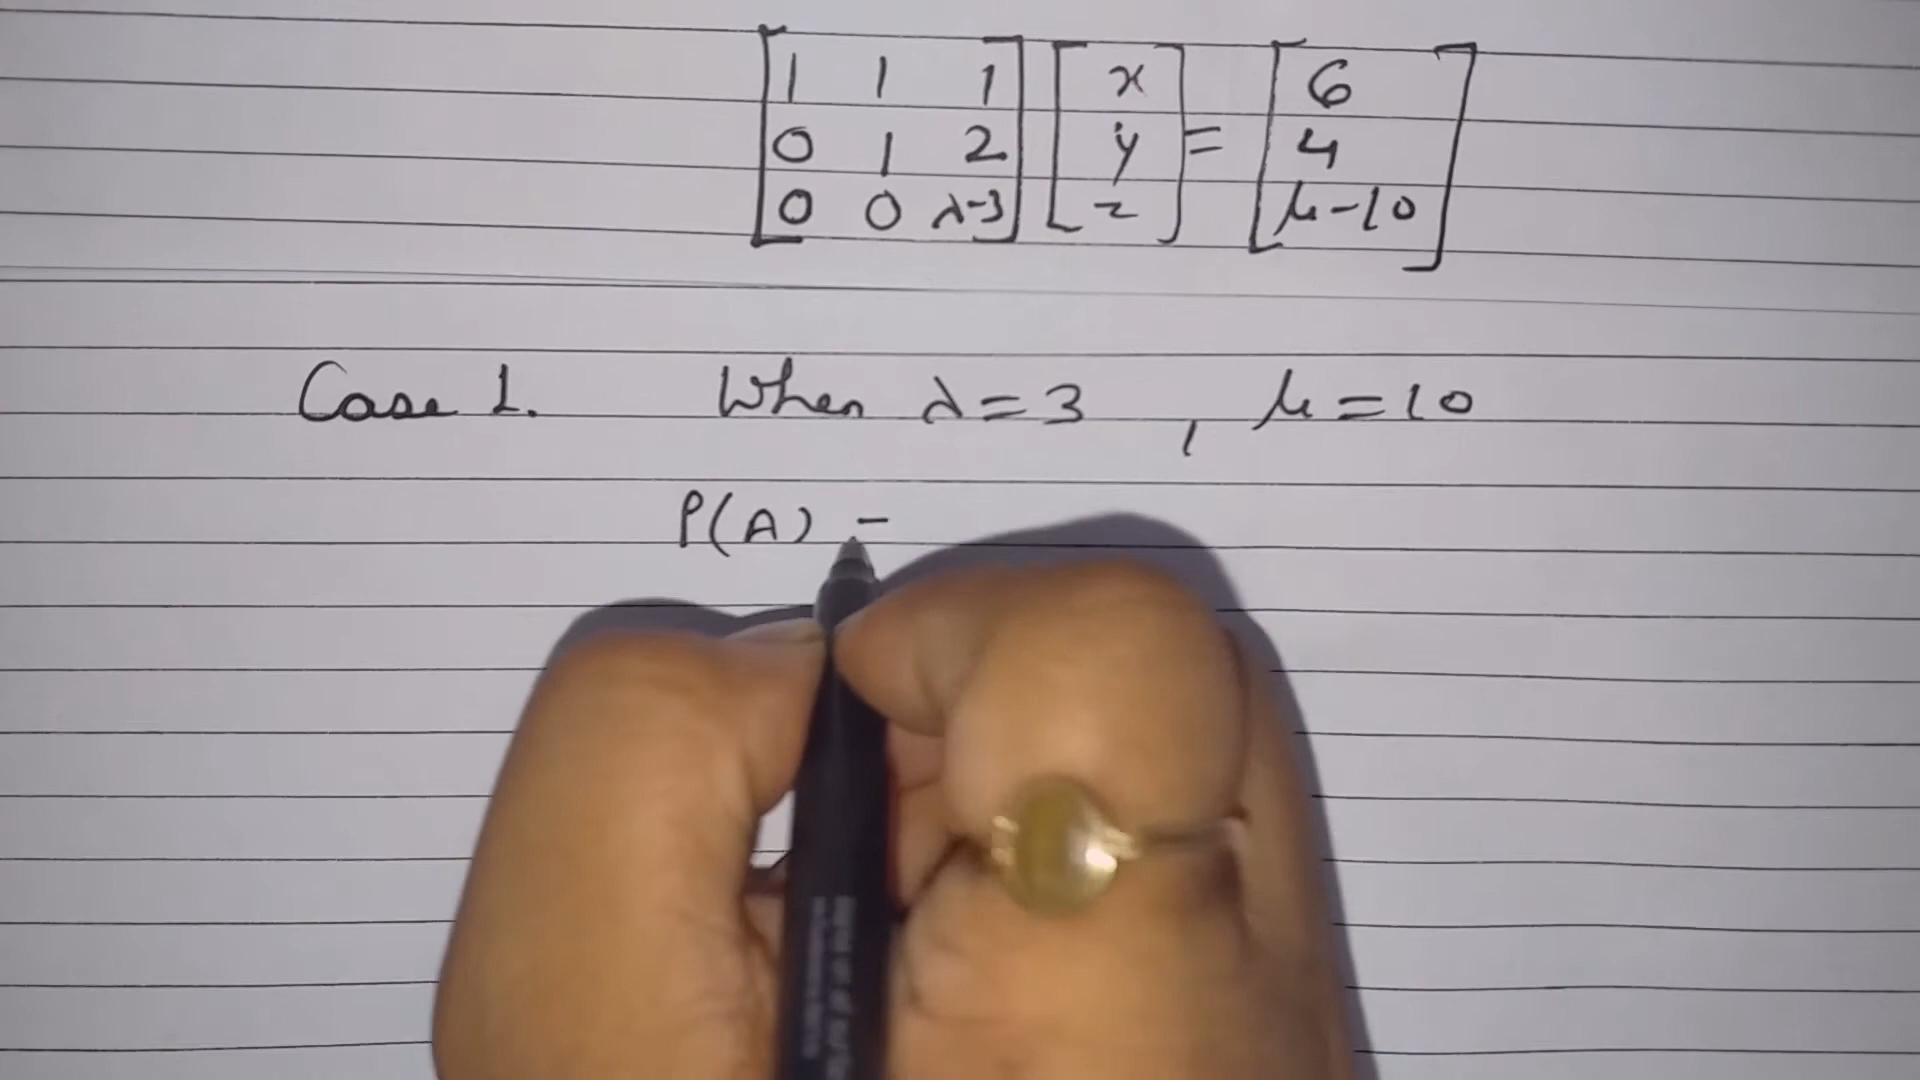 1 1 1 x 6
0 1 2 y = 4
0 0 λ-3 z μ-10
Case 1. When λ=3 , μ=10
ρ(A) =